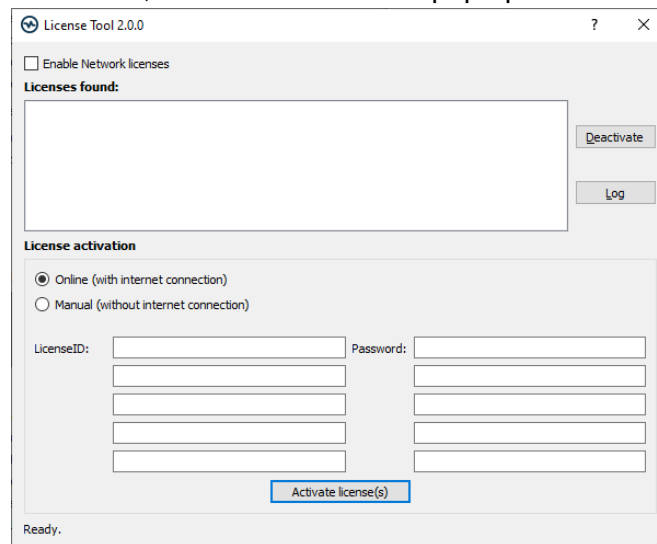 License Tool 2.0.0
Enable Network licenses
Licenses found:
Deactivate
Log
License activation
Online (with internet connection)
Manual (without internet connection)
LicenseID: Password:
Activate license(s)
Ready.